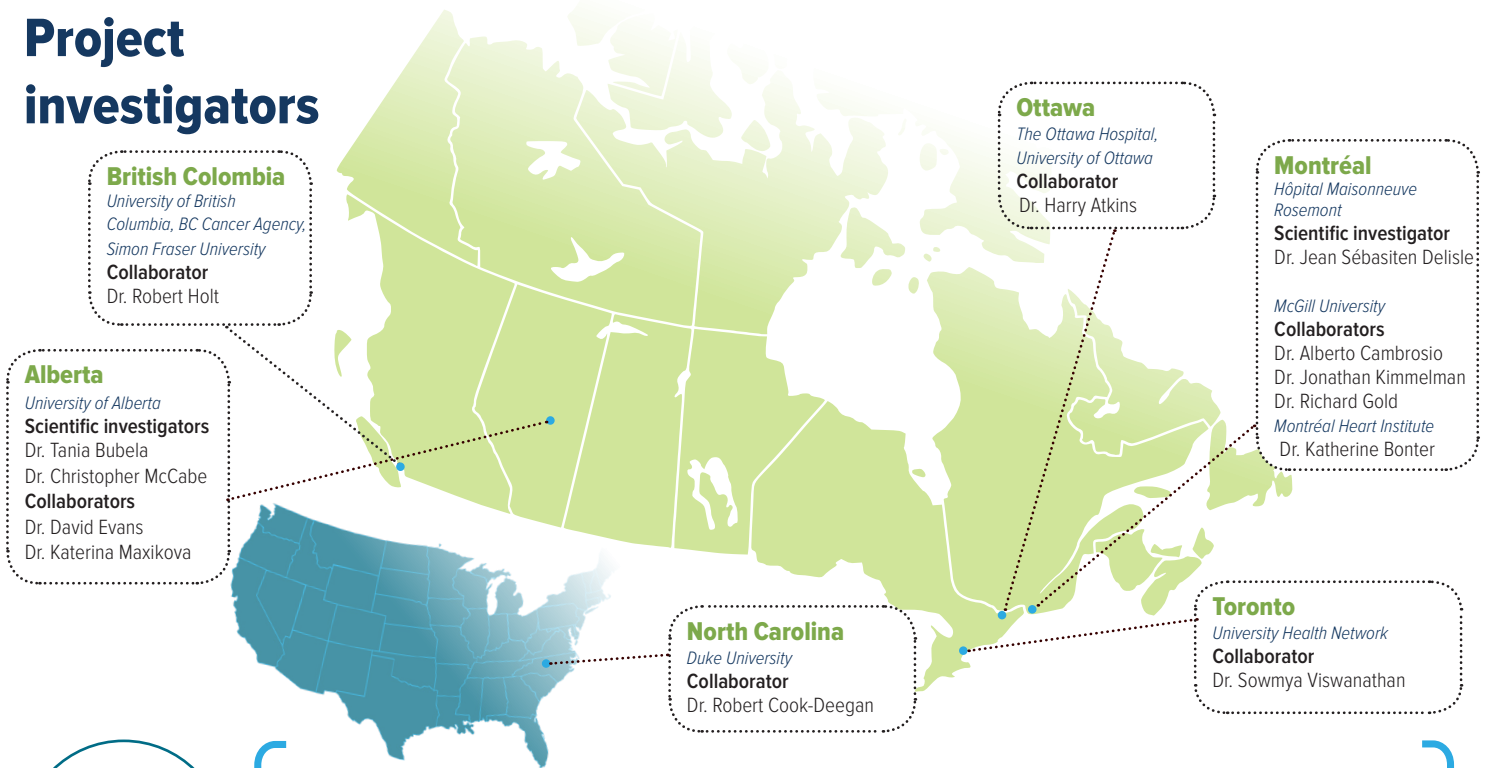 Project
investigators
British Colombia
University of British
Columbia, BC Cancer Agency,
Simon Fraser University
Collaborator
Dr. Robert Holt
Alberta
University of Alberta
Scientific investigators
Dr. Tania Bubela
Dr. Christopher McCabe
Collaborators
Dr. David Evans
Dr. Katerina Maxikova
North Carolina
Duke University
Collaborator
Dr. Robert Cook-Deegan
Ottawa
The Ottawa Hospital,
University of Ottawa
Collaborator
Dr. Harry Atkins
Montréal
Hôpital Maisonneuve
Rosemont
Scientific investigator
Dr. Jean Sébasiten Delisle
McGill University
Collaborators
Dr. Alberto Cambrosio
Dr. Jonathan Kimmelman
Dr. Richard Gold
Montréal Heart Institute
Dr. Katherine Bonter
Toronto
University Health Network
Collaborator
Dr. Sowmya Viswanathan